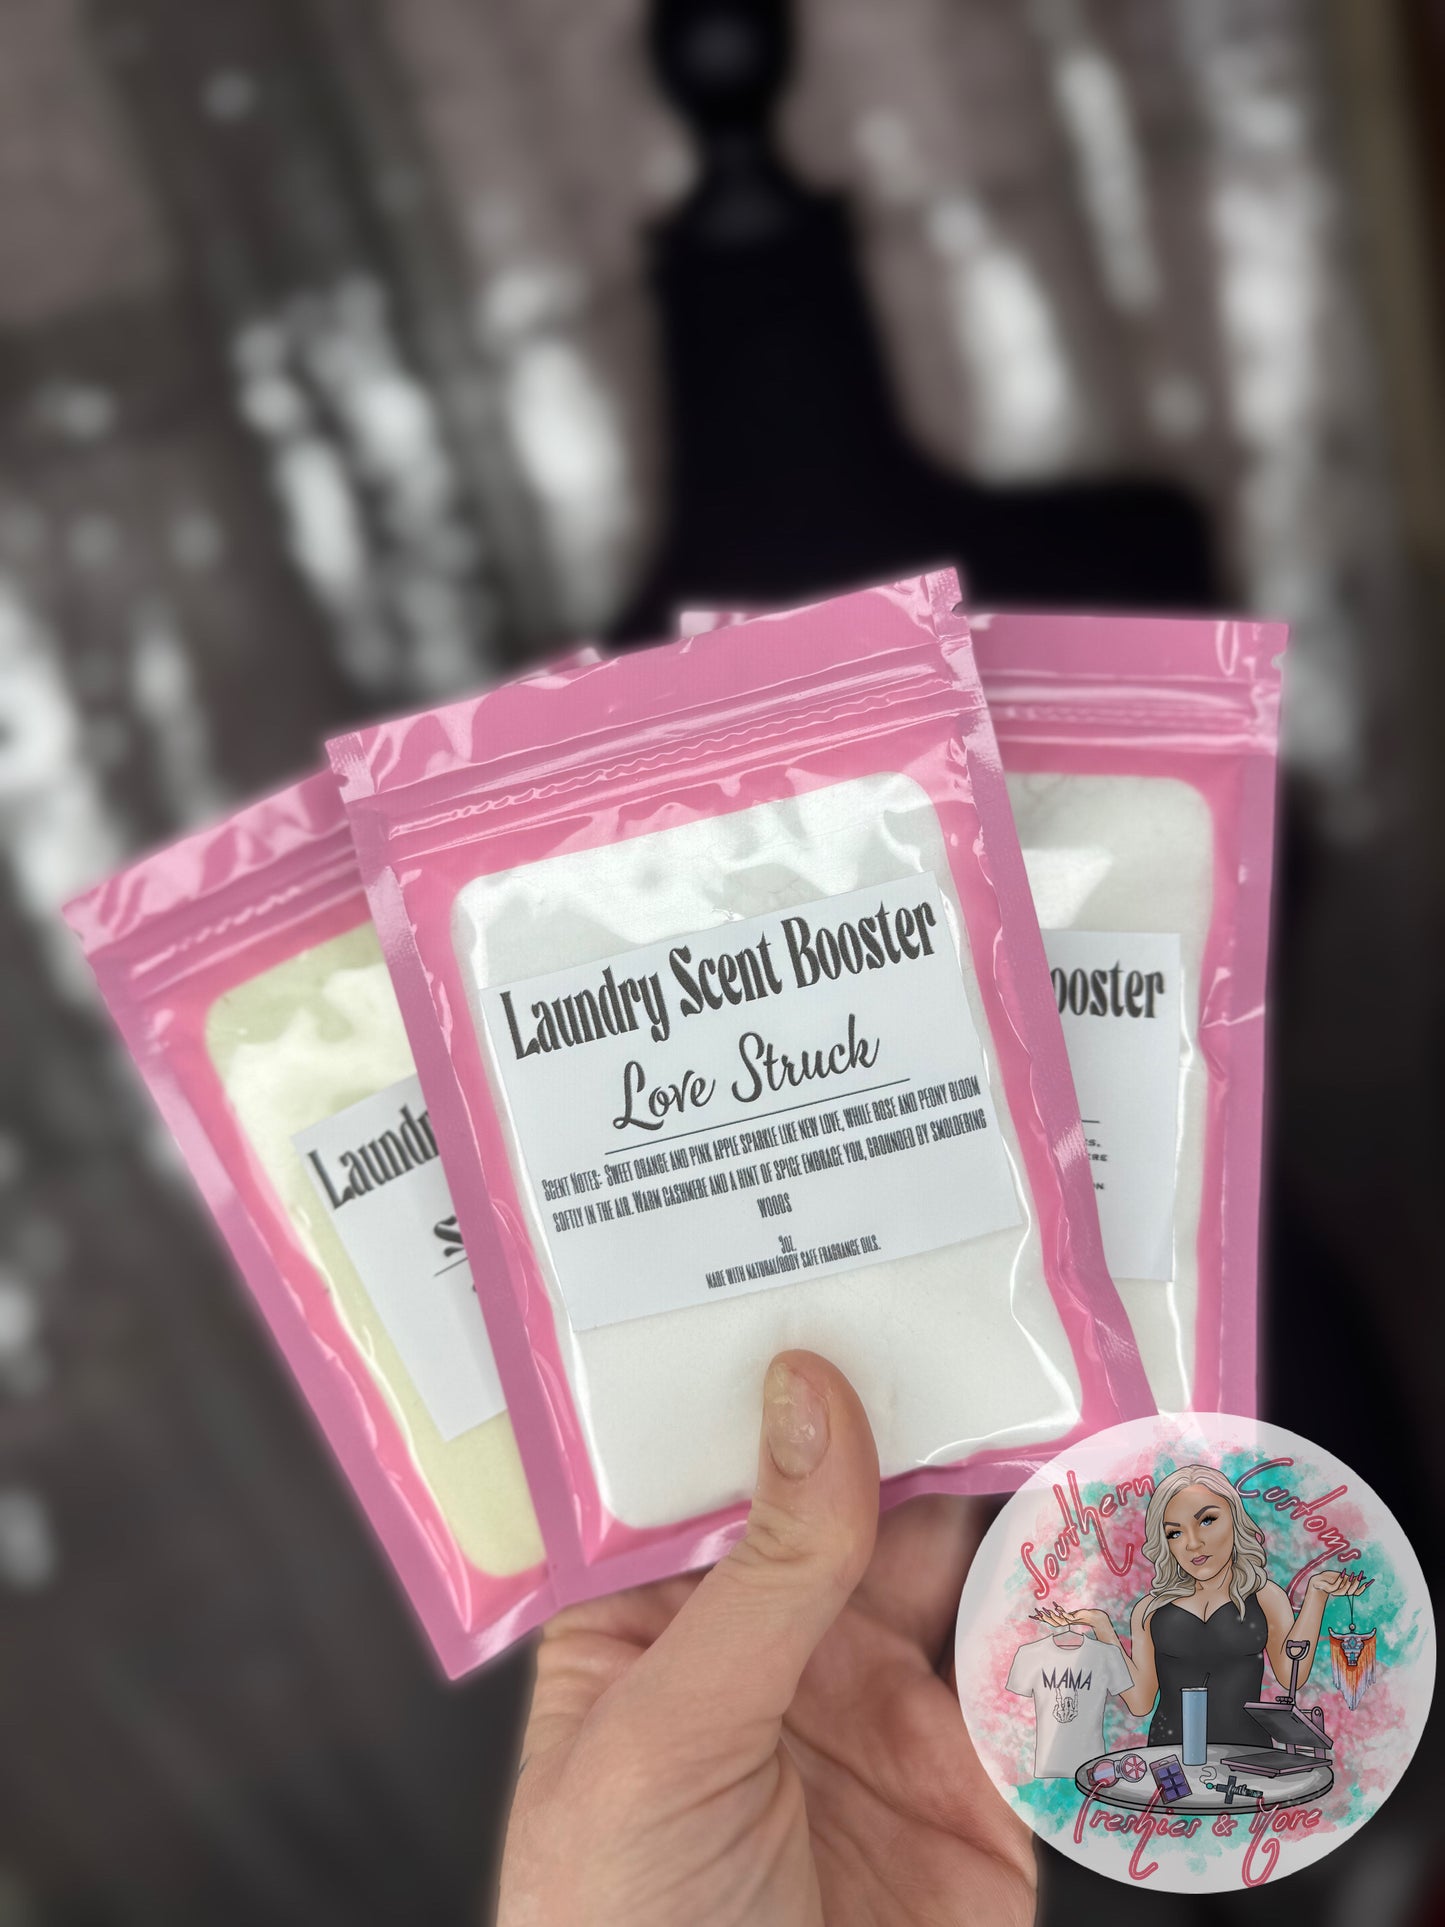 Laundry Scent Booster
Love Struck
Scent Notes: Sweet orange and pink apple sparkle like new love, while rose and peony bloom
softly in the air. Warm cashmere and a hint of spice embrace you, grounded by smoldering
woods
3oz.
Made with natural/body safe fragrance oils.
Laundr
S
ooster
Southern Customs
MAMA
Freshies & More